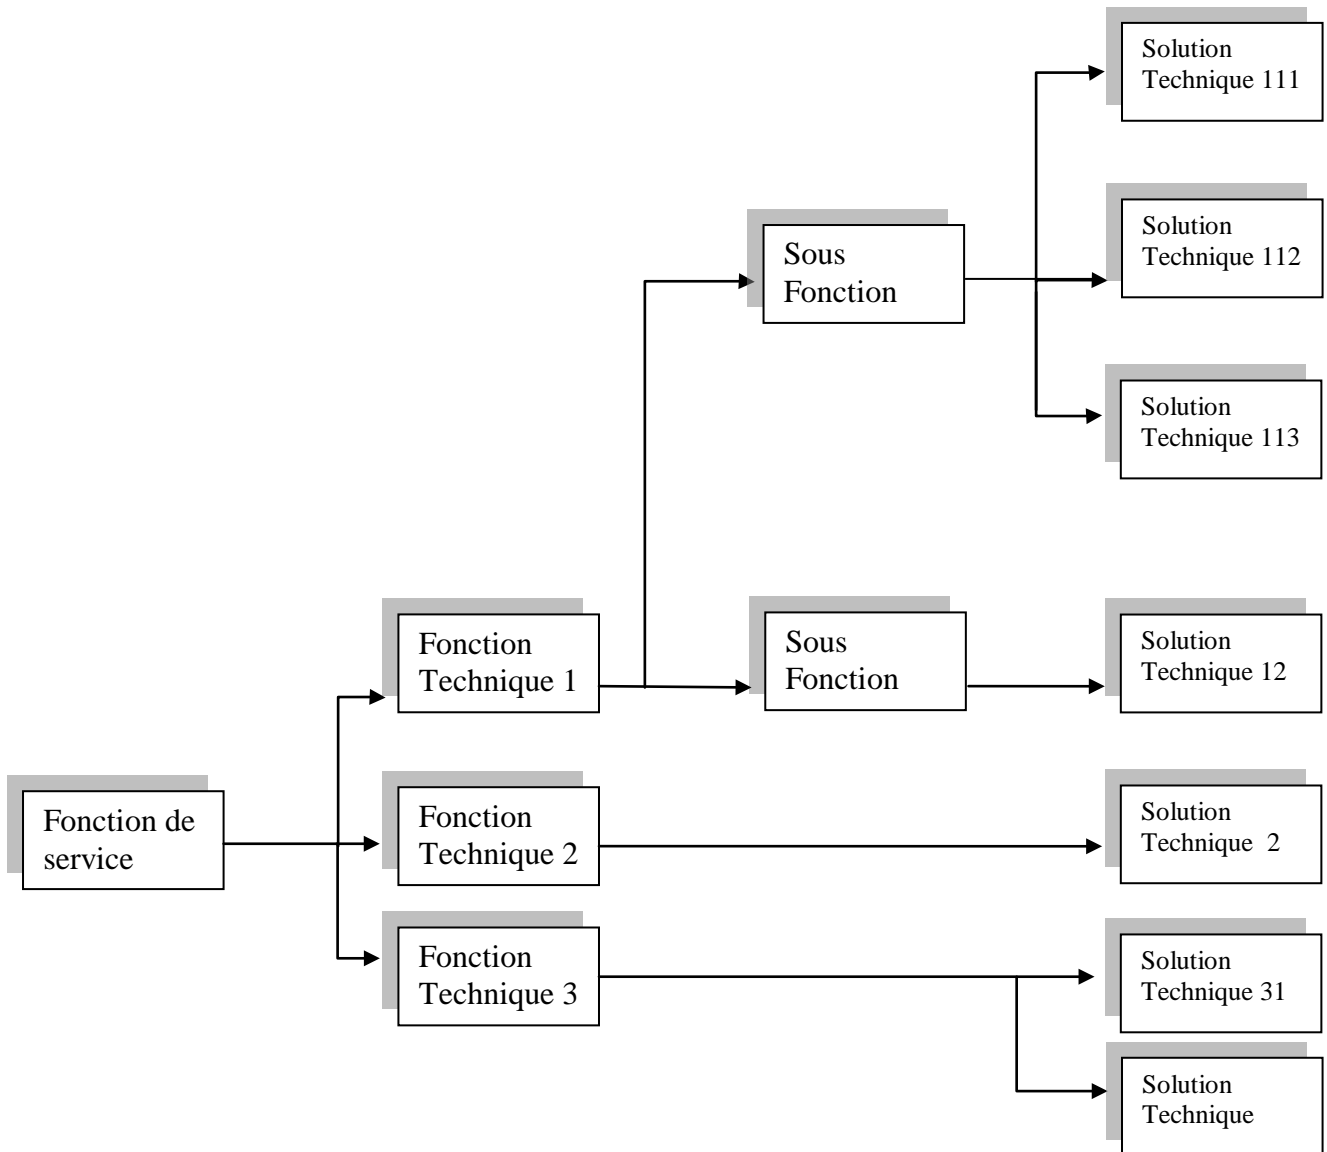 Solution
Technique 111
Solution
Technique 112
Sous
Fonction
Solution
Technique 113
Fonction
Technique 1
Sous
Fonction
Solution
Technique 12
Fonction de
service
Fonction
Technique 2
Solution
Technique 2
Fonction
Technique 3
Solution
Technique 31
Solution
Technique